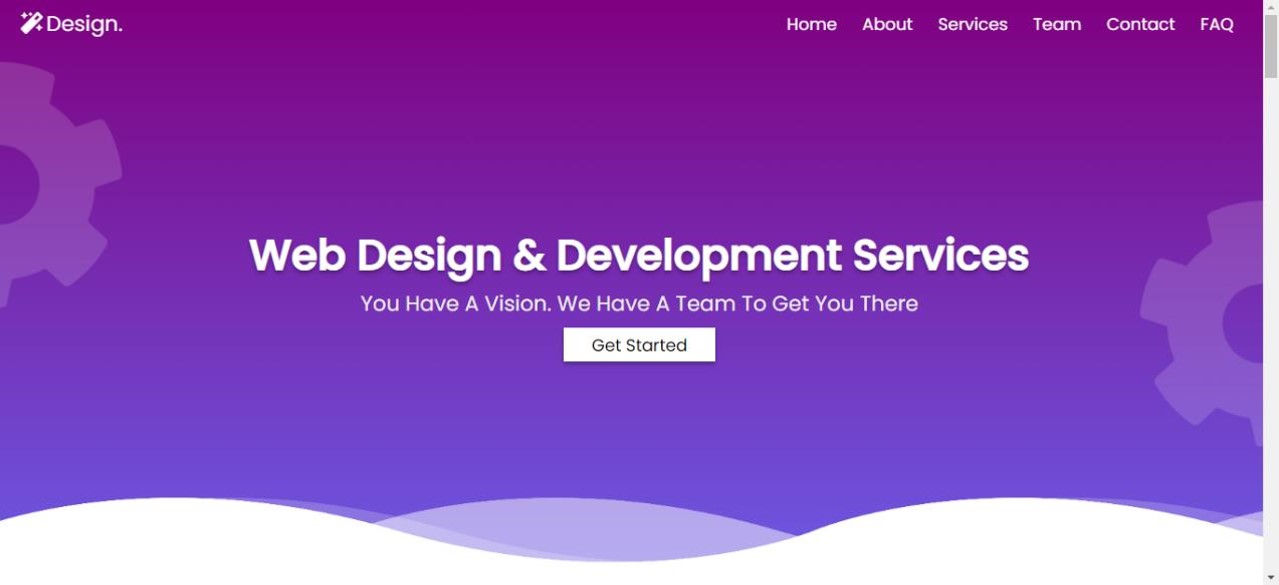 Design.
Home About Services Team Contact FAQ
Web Design & Development Services
You Have A Vision. We Have A Team To Get You There
Get Started